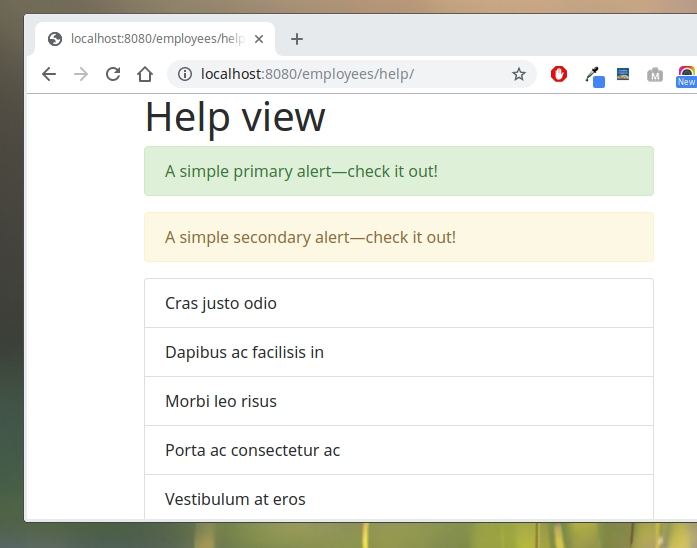 localhost:8080/employees/help
localhost:8080/employees/help/
M
New
Help view
A simple primary alert—check it out!
A simple secondary alert—check it out!
Cras justo odio
Dapibus ac facilisis in
Morbi leo risus
Porta ac consectetur ac
Vestibulum at eros